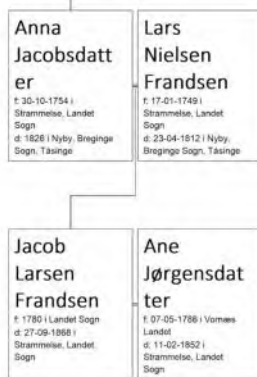 Anna
Jacobsdatt
er
f: 30-10-1754 i
Strammelse, Landet
Sogn
d: 1826 i Nyby, Breginge
Sogn, Tåsinge
Lars
Nielsen
Frandsen
f: 17-01-1749 i
Strammelse, Landet
Sogn
d: 23-04-1812 i Nyby,
Breginge Sogn, Tåsinge
Jacob
Larsen
Frandsen
f: 1780 i Landet Sogn
d: 27-09-1868 i
Strammelse, Landet
Sogn
Ane
Jørgensdat
ter
f: 07-05-1786 i Vornæs
Landet
d: 11-02-1852 i
Strammelse, Landet
Sogn